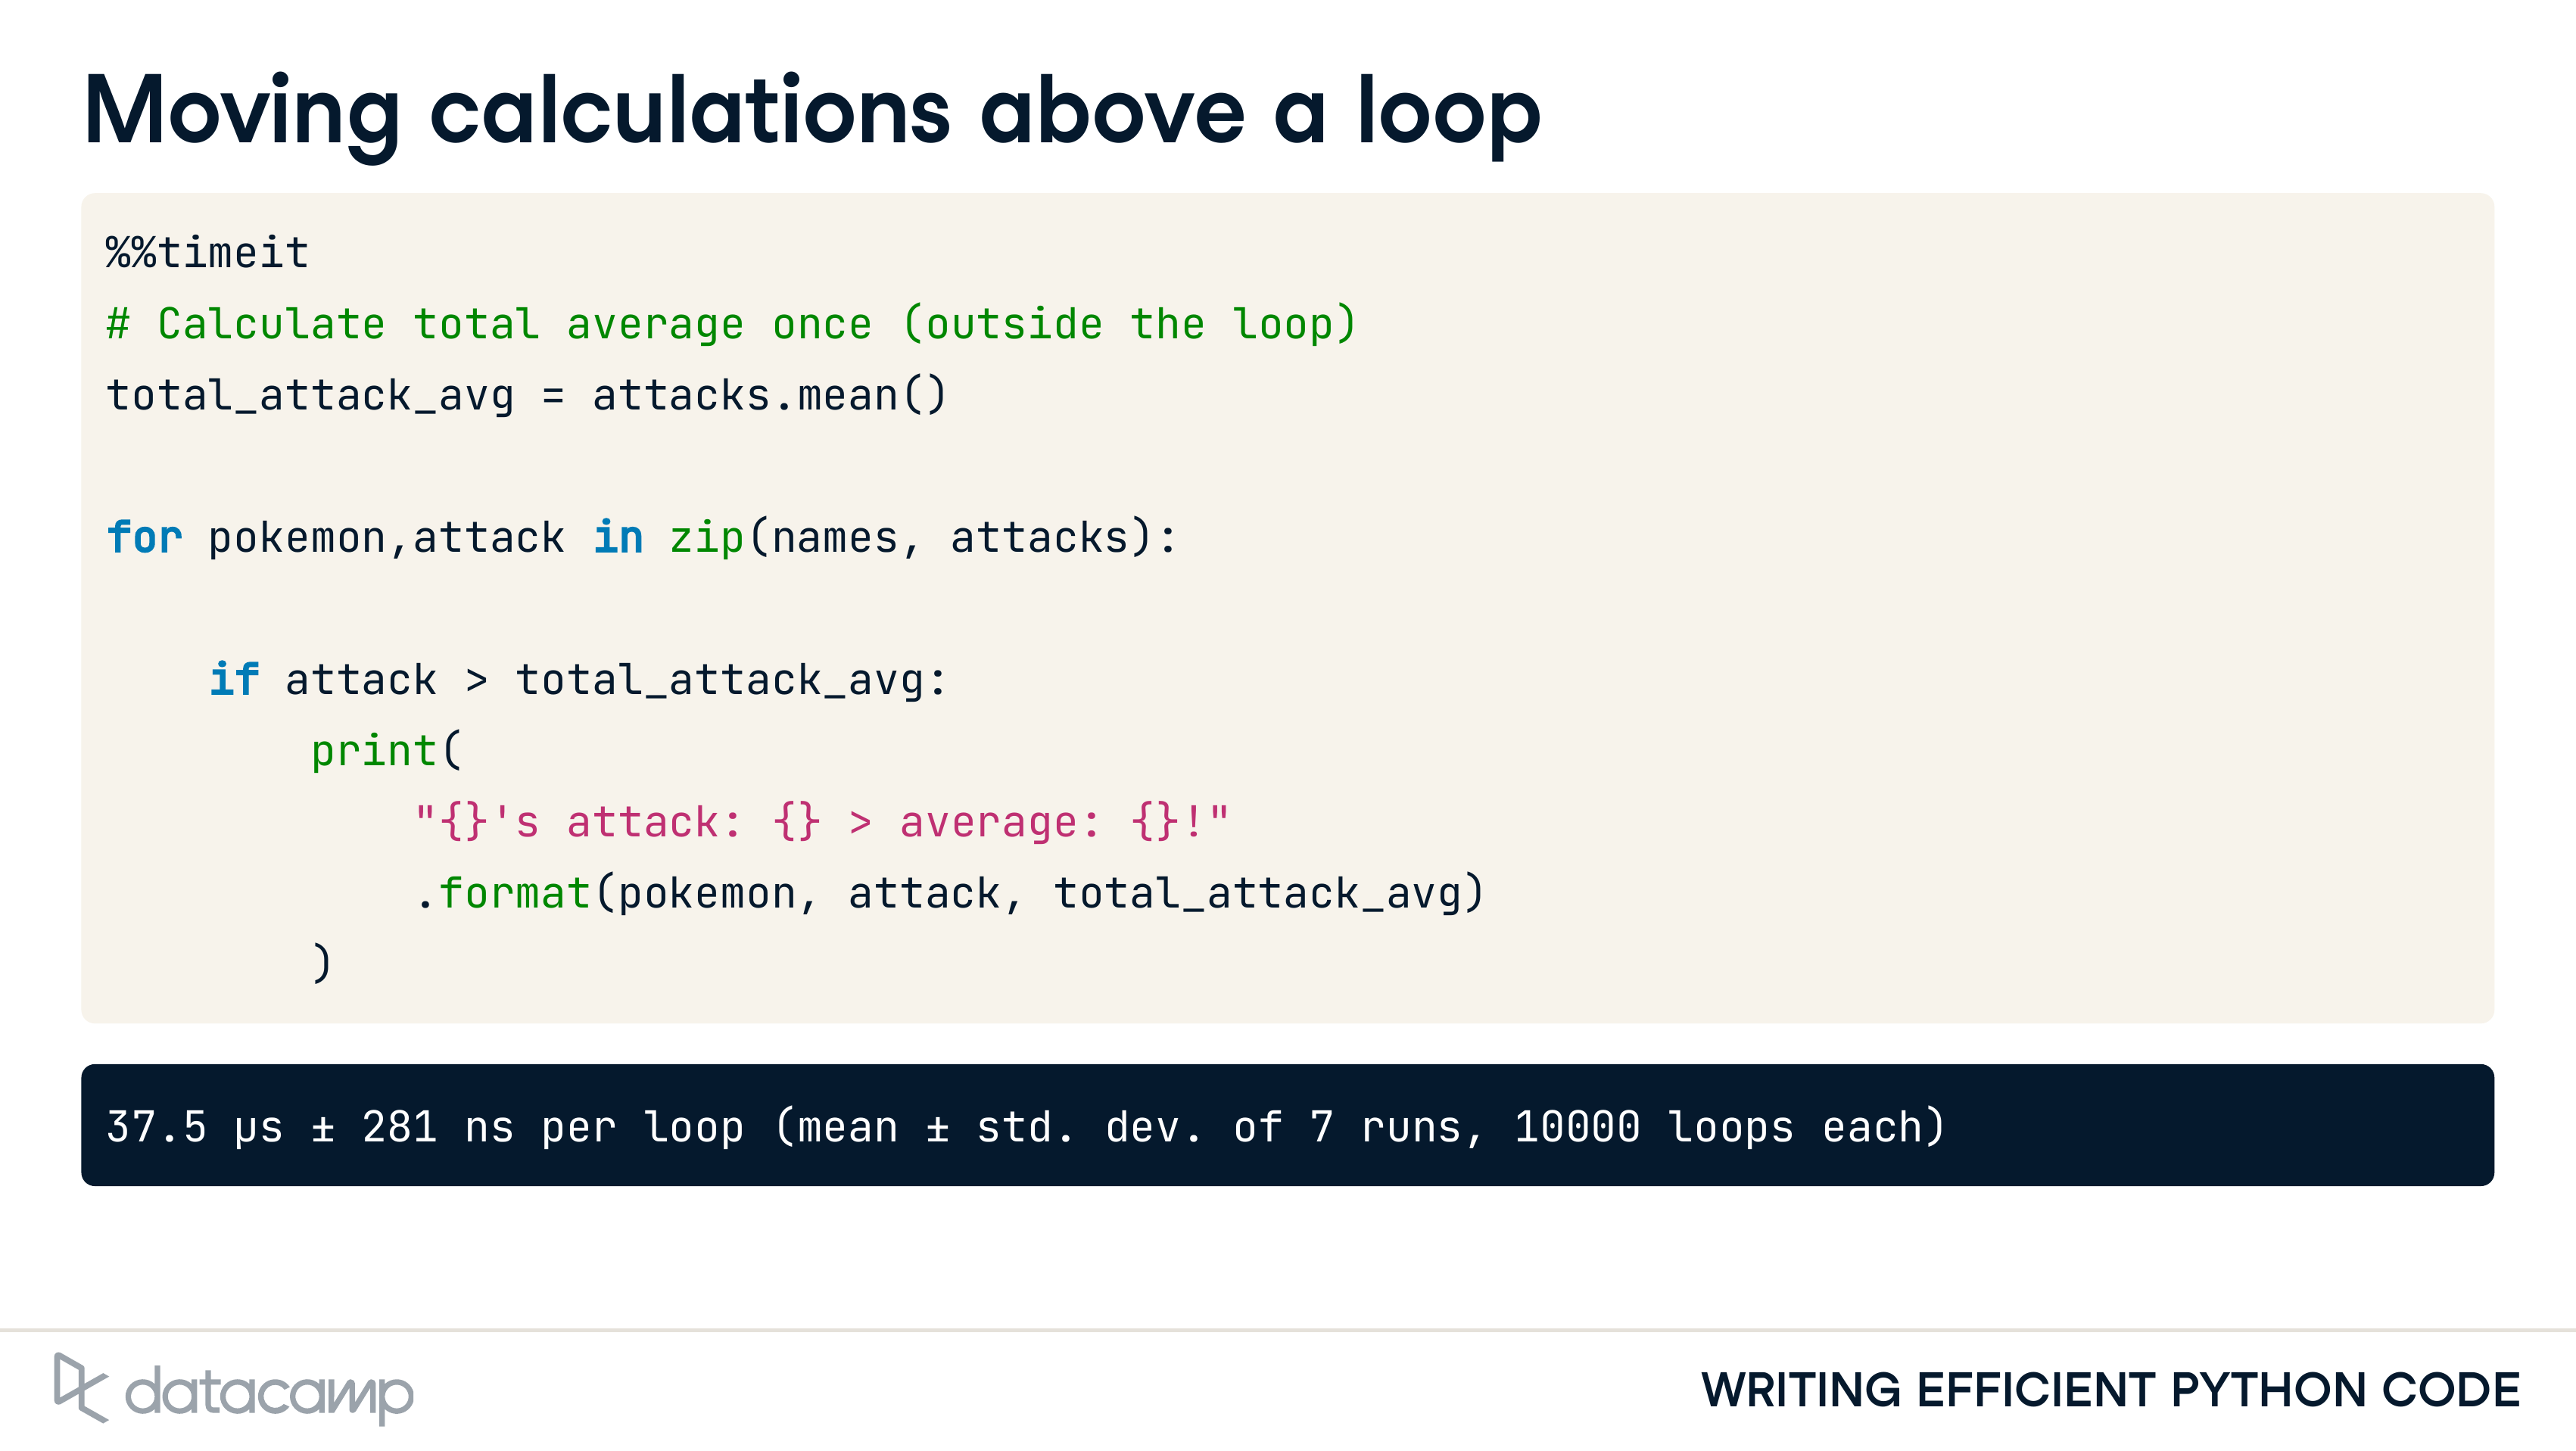 Moving calculations above a loop
%%timeit
# Calculate total average once (outside the loop)
total_attack_avg = attacks.mean()
for pokemon,attack in zip(names, attacks):
    if attack > total_attack_avg:
        print(
            "{}'s attack: {} > average: {}!"
            .format(pokemon, attack, total_attack_avg)
        )
37.5 µs ± 281 ns per loop (mean ± std. dev. of 7 runs, 10000 loops each)
datacamp
WRITING EFFICIENT PYTHON CODE